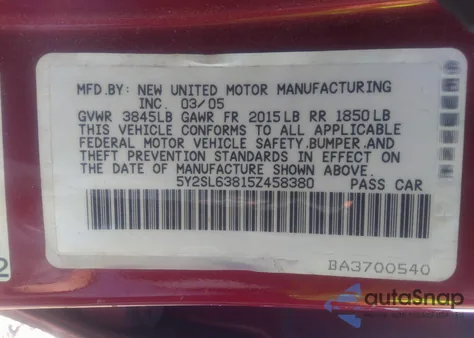 MFD.BY: NEW UNITED MOTOR MANUFACTURING
INC. 03/05
GVWR 3845LB GAWR FR 2015LB RR 1850LB
THIS VEHICLE CONFORMS TO ALL APPLICABLE
FEDERAL MOTOR VEHICLE SAFETY,BUMPER,AND
THEFT PREVENTION STANDARDS IN EFFECT ON
THE DATE OF MANUFACTURE SHOWN ABOVE.
5Y2SL63815Z458380 PASS CAR
2
BA3700540
autoSnap